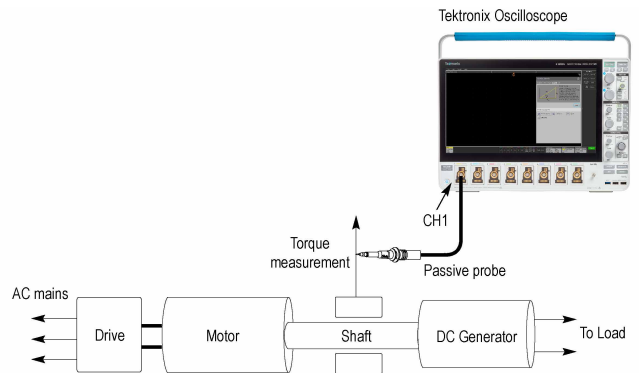 Tektronix Oscilloscope
CH1
Torque
measurement
Passive probe
AC mains
Drive
Motor
Shaft
DC Generator
To Load